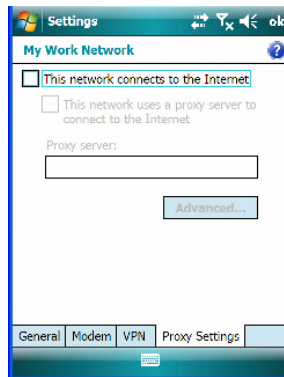 Settings
ok
My Work Network
?
This network connects to the Internet
This network uses a proxy server to
connect to the Internet
Proxy server:
Advanced...
General Modem VPN Proxy Settings